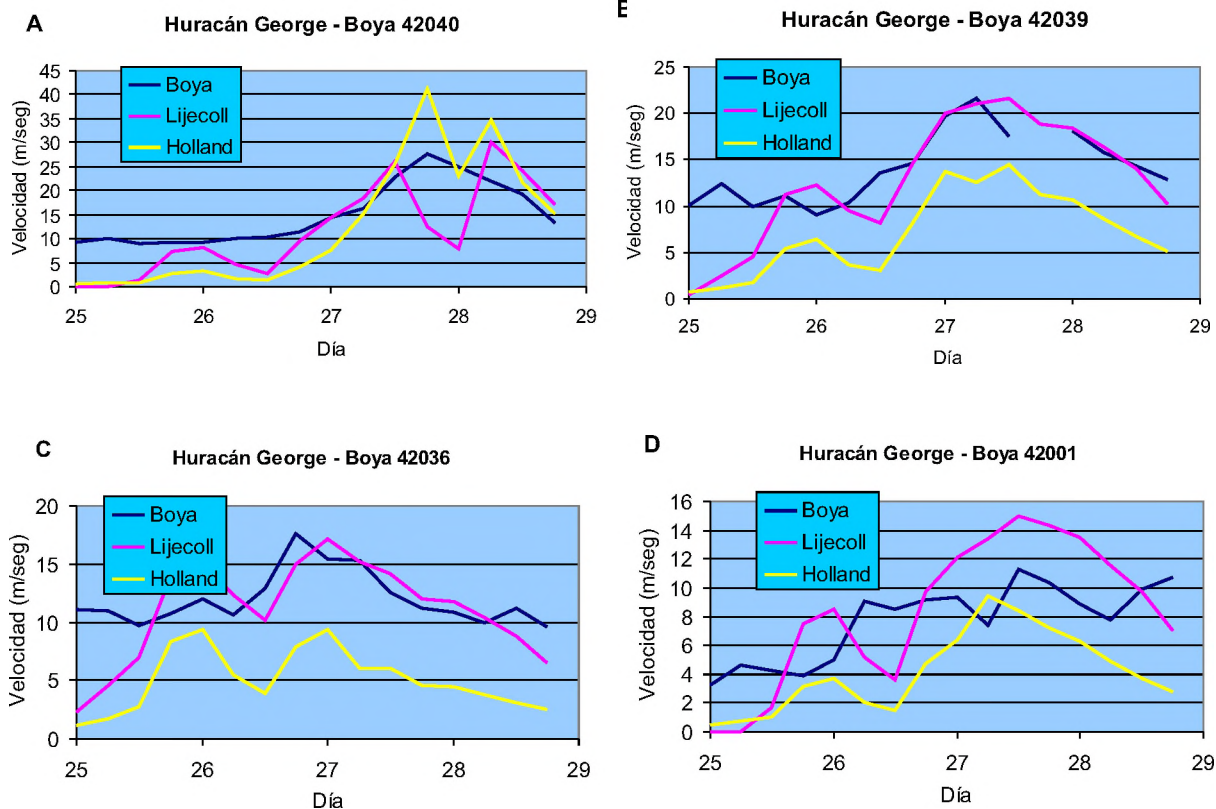 A
Huracán George - Boya 42040
Velocidad (m/seg)
45
40
35
30
25
20
15
10
5
0
Boya
Lijecoll
Holland
25 26 27 28 29
Día
Huracán George - Boya 42039
Velocidad (m/seg)
25
20
15
10
5
0
Boya
Lijecoll
Holland
25 26 27 28 29
Día
C
Huracán George - Boya 42036
Velocidad (m/seg)
20
15
10
5
0
Boya
Lijecoll
Holland
25 26 27 28 29
Día
D
Huracán George - Boya 42001
Velocidad (m/seg)
16
14
12
10
8
6
4
2
0
Boya
Lijecoll
Holland
25 26 27 28 29
Día